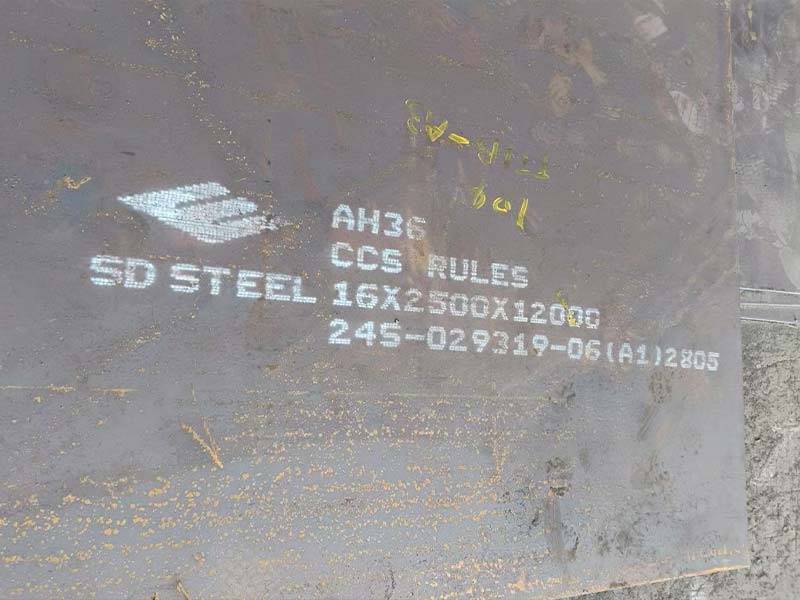 AH36
CCS RULES
SD STEEL 16X2500X12000
245-029319-06(A1)2805